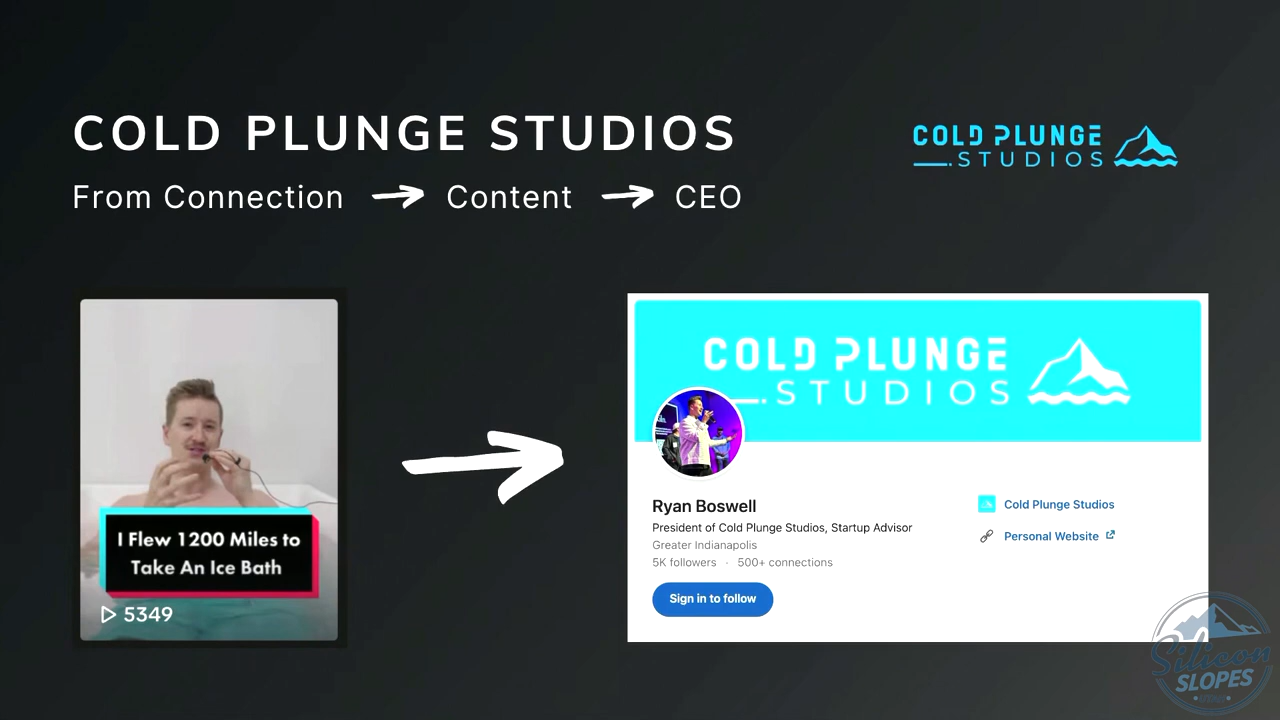 COLD PLUNGE STUDIOS
From Connection → Content → CEO
COLD PLUNGE
STUDIOS
I Flew 1200 Miles to
Take An Ice Bath
5349
COLD PLUNGE
.STUDIOS
Ryan Boswell
President of Cold Plunge Studios, Startup Advisor
Greater Indianapolis
5K followers · 500+ connections
Sign in to follow
Cold Plunge Studios
Personal Website
Silicon
SLOPES